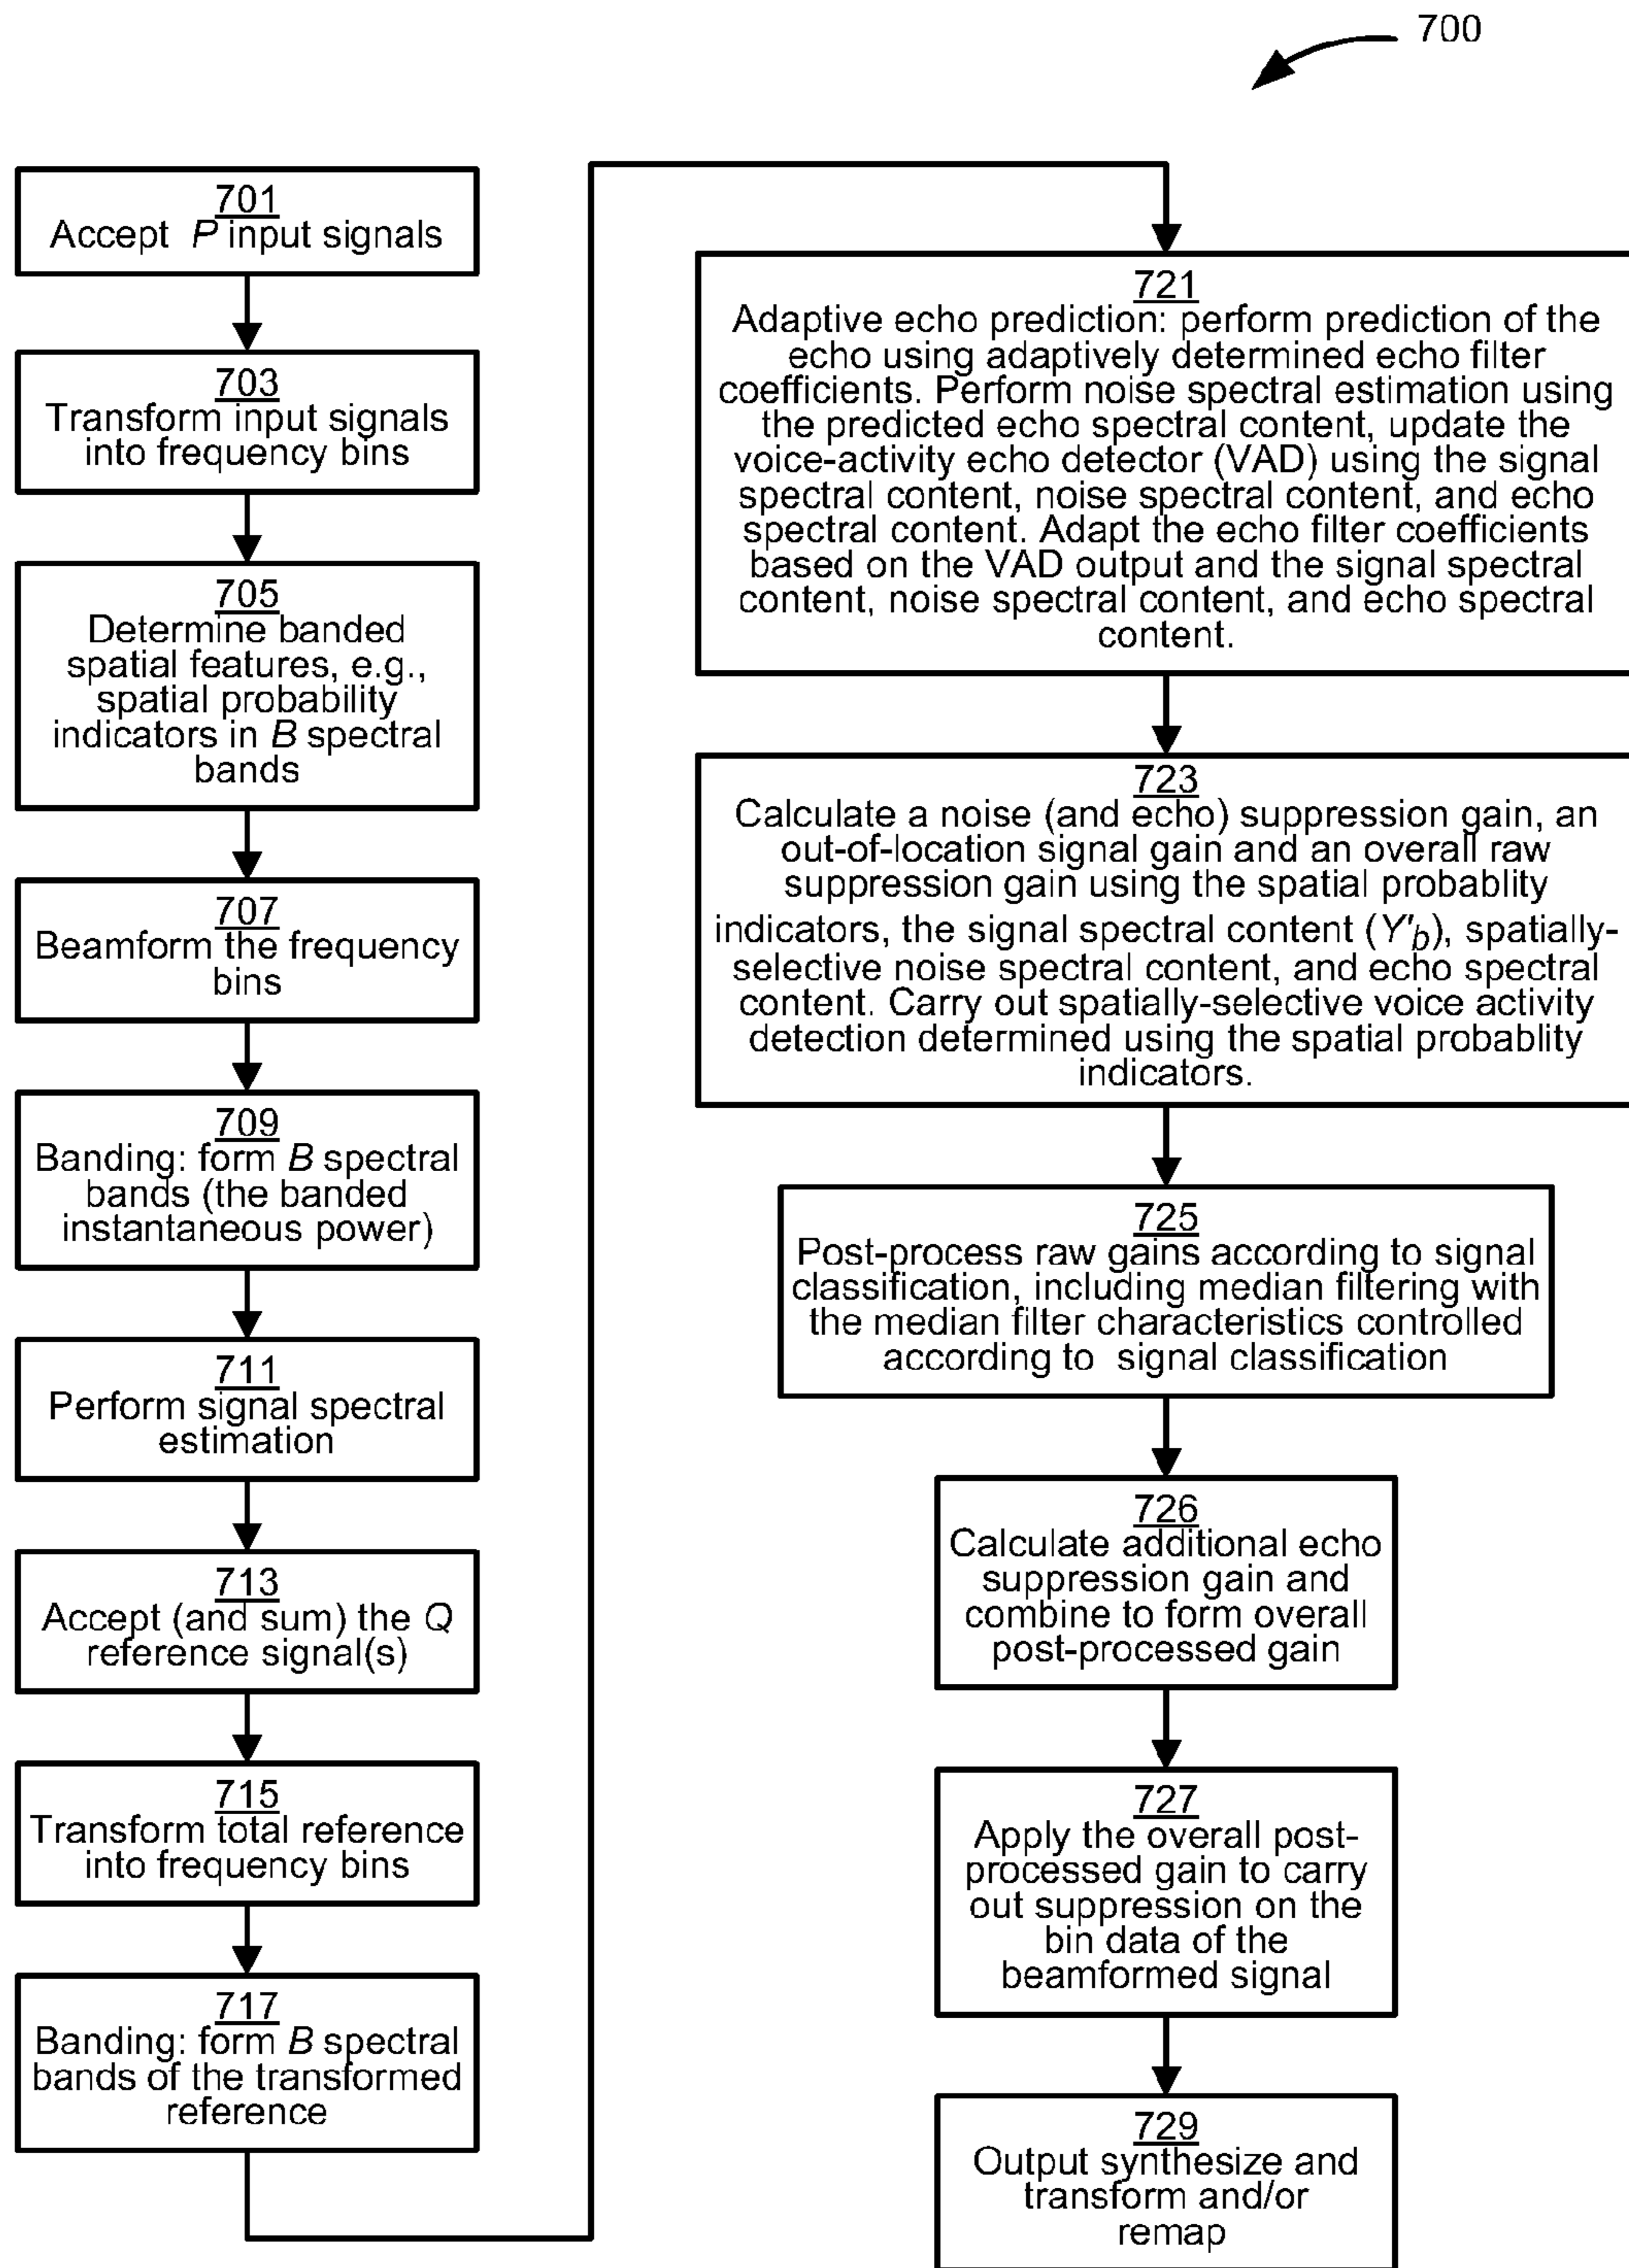 700
701
Accept P input signals
703
Transform input signals
into frequency bins
705
Determine banded
spatial features, e.g.,
spatial probability
indicators in B spectral
bands
707
Beamform the frequency
bins
709
Banding: form B spectral
bands (the banded
instantaneous power)
711
Perform signal spectral
estimation
713
Accept (and sum) the Q
reference signal(s)
715
Transform total reference
into frequency bins
717
Banding: form B spectral
bands of the transformed
reference
721
Adaptive echo prediction: perform prediction of the
echo using adaptively determined echo filter
coefficients. Perform noise spectral estimation using
the predicted echo spectral content, update the
voice-activity echo detector (VAD) using the signal
spectral content, noise spectral content, and echo
spectral content. Adapt the echo filter coefficients
based on the VAD output and the signal spectral
content, noise spectral content, and echo spectral
content.
723
Calculate a noise (and echo) suppression gain, an
out-of-location signal gain and an overall raw
suppression gain using the spatial probablity
indicators, the signal spectral content (Y'b), spatially-
selective noise spectral content, and echo spectral
content. Carry out spatially-selective voice activity
detection determined using the spatial probablity
indicators.
725
Post-process raw gains according to signal
classification, including median filtering with
the median filter characteristics controlled
according to signal classification
726
Calculate additional echo
suppression gain and
combine to form overall
post-processed gain
727
Apply the overall post-
processed gain to carry
out suppression on the
bin data of the
beamformed signal
729
Output synthesize and
transform and/or
remap